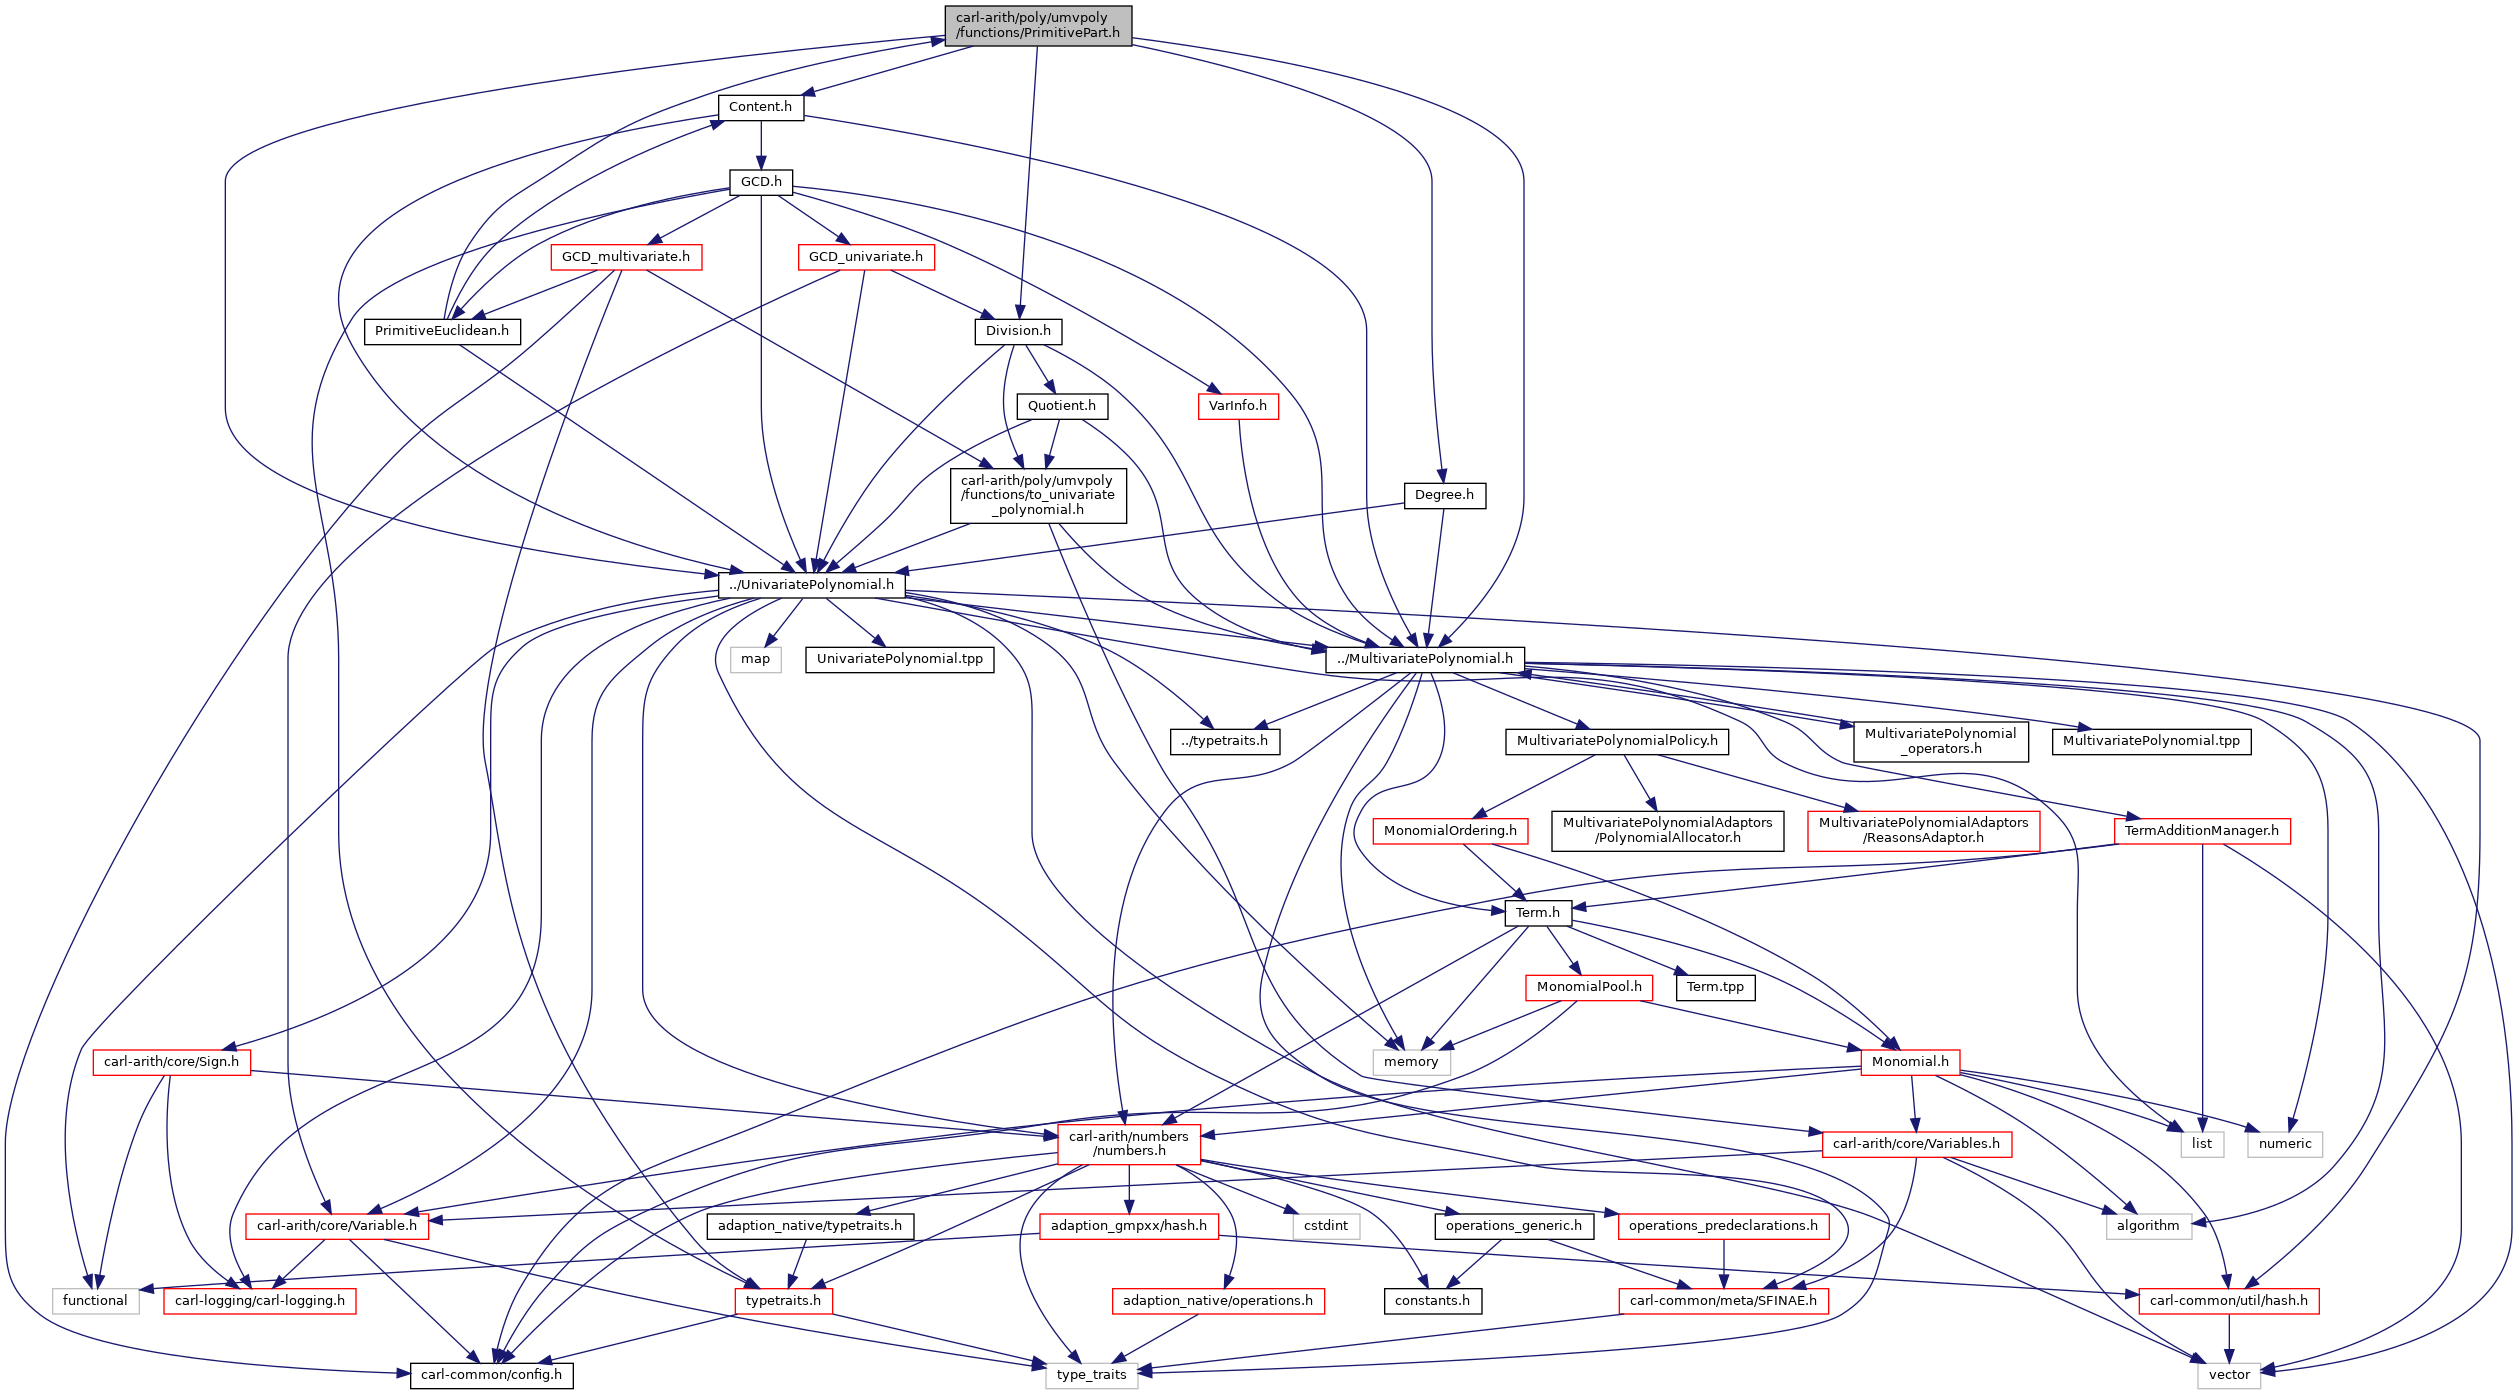 carl-arith/poly/umvpoly
/functions/PrimitivePart.h
Content.h
GCD.h
GCD_multivariate.h
GCD_univariate.h
PrimitiveEuclidean.h
Division.h
Quotient.h
VarInfo.h
carl-arith/poly/umvpoly
/functions/to_univariate
_polynomial.h
Degree.h
../UnivariatePolynomial.h
map
UnivariatePolynomial.tpp
../MultivariatePolynomial.h
../typetraits.h
MultivariatePolynomialPolicy.h
MultivariatePolynomial
_operators.h
MultivariatePolynomial.tpp
MonomialOrdering.h
MultivariatePolynomialAdaptors
/PolynomialAllocator.h
MultivariatePolynomialAdaptors
/ReasonsAdaptor.h
TermAdditionManager.h
Term.h
MonomialPool.h
Term.tpp
carl-arith/core/Sign.h
memory
Monomial.h
carl-arith/numbers
/numbers.h
carl-arith/core/Variables.h
list
numeric
carl-arith/core/Variable.h
adaption_native/typetraits.h
adaption_gmpxx/hash.h
cstdint
operations_generic.h
operations_predeclarations.h
algorithm
functional
carl-logging/carl-logging.h
typetraits.h
adaption_native/operations.h
constants.h
carl-common/meta/SFINAE.h
carl-common/util/hash.h
carl-common/config.h
type_traits
vector